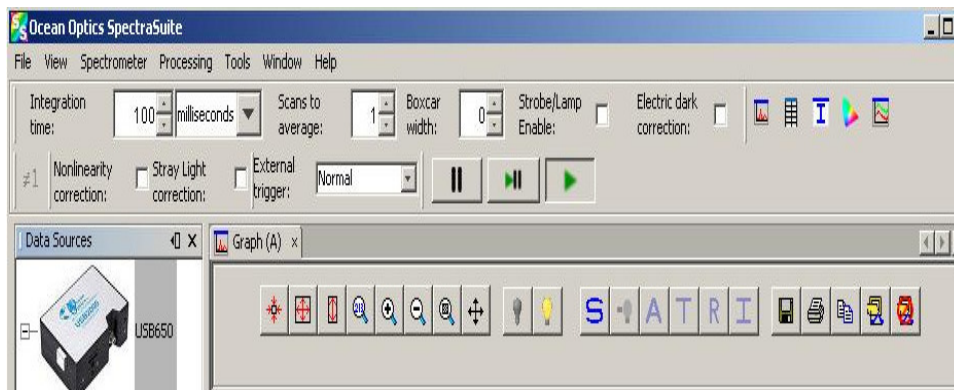 Ocean Optics SpectraSuite
File View Spectrometer Processing Tools Window Help
Integration time: 100 milliseconds Scans to average: 1 Boxcar width: 0 Strobe/Lamp Enable: Electric dark correction:
≠1 Nonlinearity correction: Stray Light correction: External trigger: Normal
Data Sources Graph (A)
S A T R I
USB650